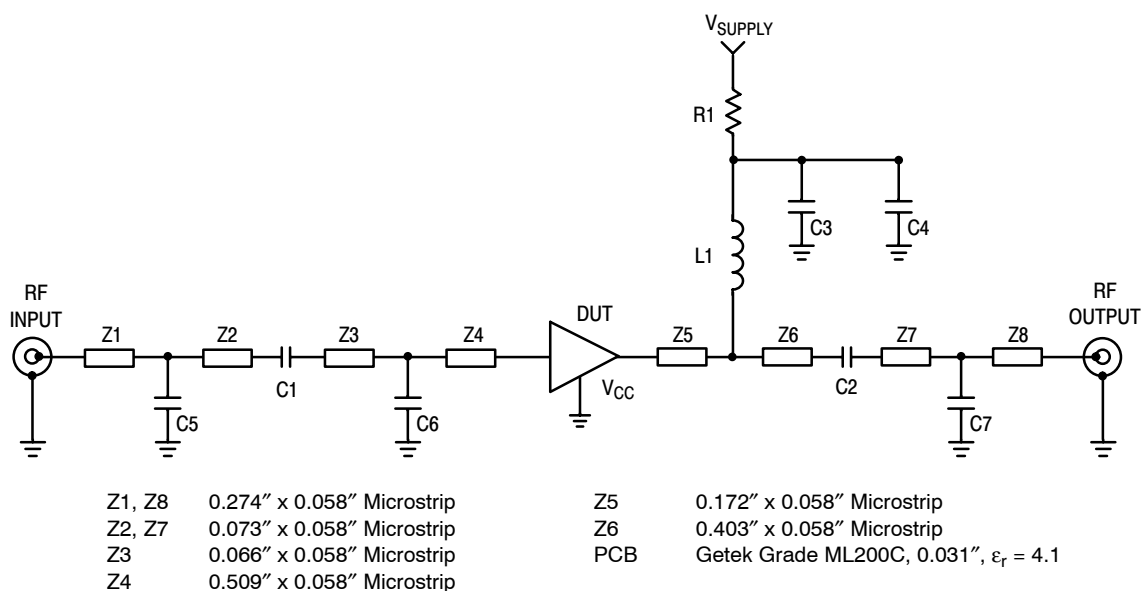 V_SUPPLY
R1
C3
C4
L1
RF
INPUT
Z1
Z2
Z3
Z4
DUT
Z5
Z6
Z7
Z8
RF
OUTPUT
C1
V_CC
C2
C5
C6
C7
Z1, Z8 0.274″ x 0.058″ Microstrip
Z2, Z7 0.073″ x 0.058″ Microstrip
Z3 0.066″ x 0.058″ Microstrip
Z4 0.509″ x 0.058″ Microstrip
Z5 0.172″ x 0.058″ Microstrip
Z6 0.403″ x 0.058″ Microstrip
PCB Getek Grade ML200C, 0.031″, ε_r = 4.1